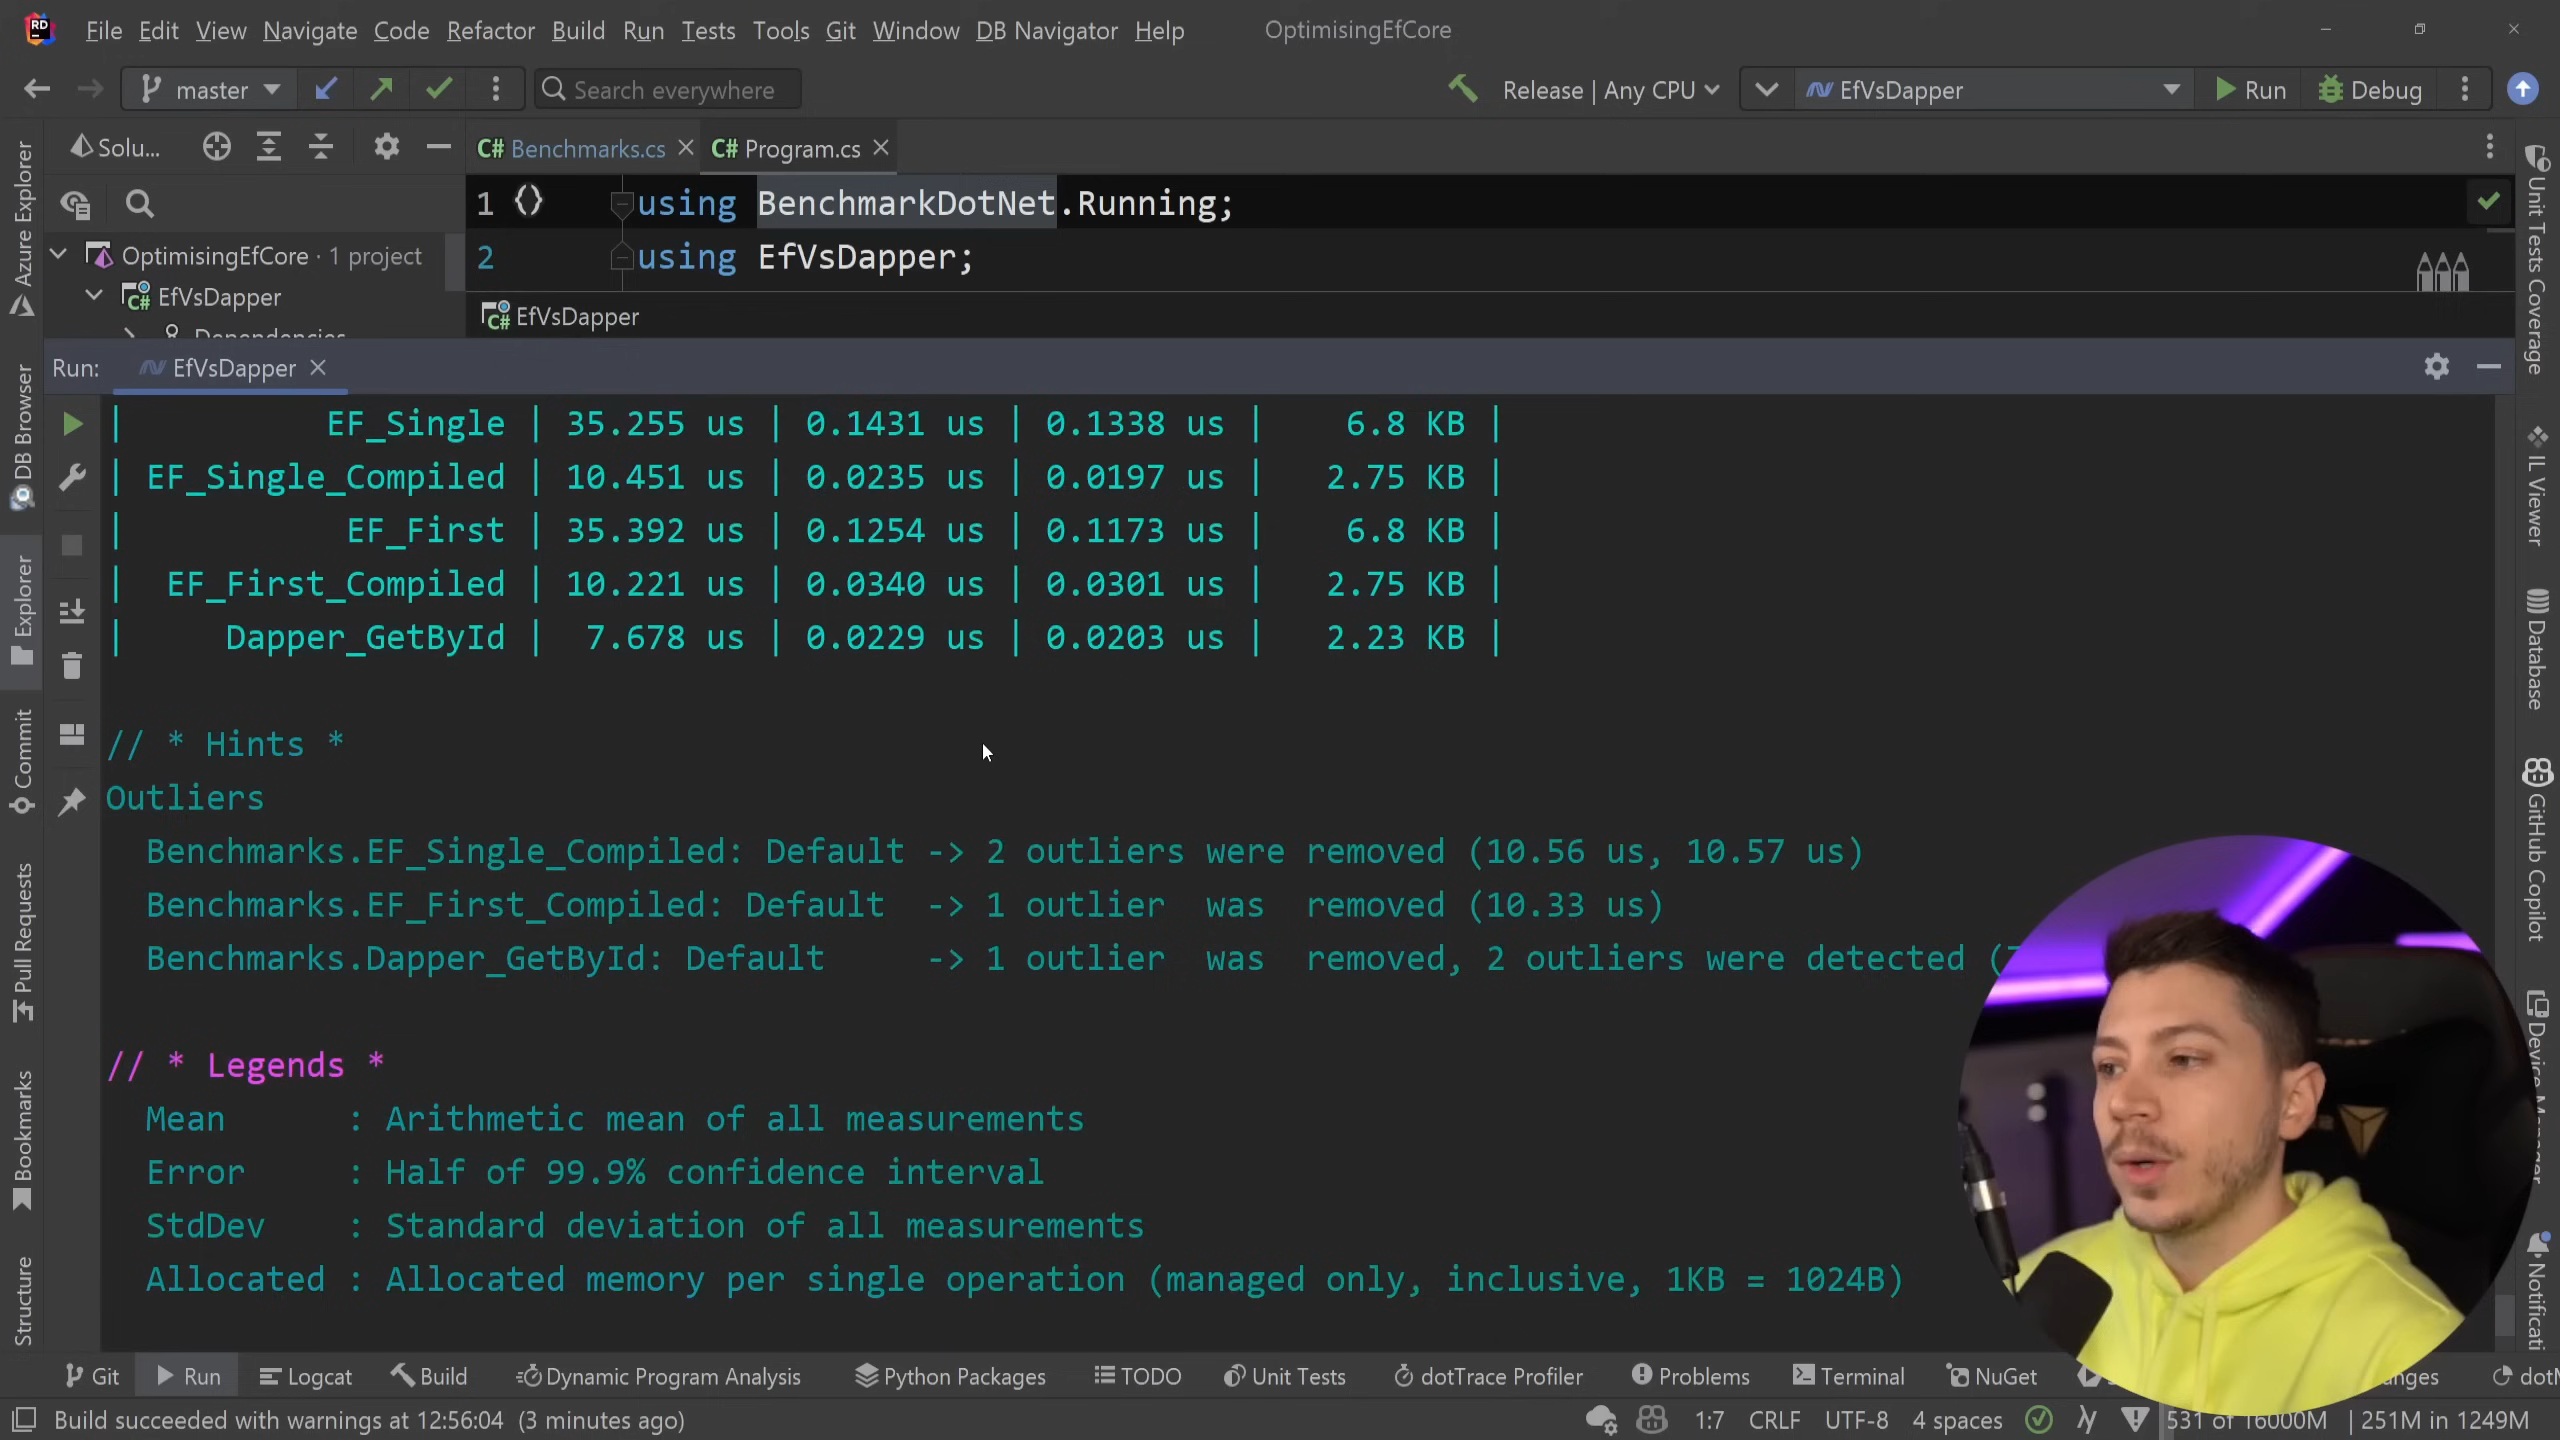 RD File Edit View Navigate Code Refactor Build Run Tests Tools Git Window DB Navigator Help OptimisingEfCore
master Search everywhere Release | Any CPU EfVsDapper Run Debug
Solu... C# Benchmarks.cs C# Program.cs
1 {} using BenchmarkDotNet.Running;
2 using EfVsDapper;
OptimisingEfCore · 1 project
C# EfVsDapper
Dependencies
C# EfVsDapper
Run: EfVsDapper
| EF_Single | 35.255 us | 0.1431 us | 0.1338 us | 6.8 KB |
| EF_Single_Compiled | 10.451 us | 0.0235 us | 0.0197 us | 2.75 KB |
| EF_First | 35.392 us | 0.1254 us | 0.1173 us | 6.8 KB |
| EF_First_Compiled | 10.221 us | 0.0340 us | 0.0301 us | 2.75 KB |
| Dapper_GetById | 7.678 us | 0.0229 us | 0.0203 us | 2.23 KB |
// * Hints *
Outliers
Benchmarks.EF_Single_Compiled: Default -> 2 outliers were removed (10.56 us, 10.57 us)
Benchmarks.EF_First_Compiled: Default -> 1 outlier was removed (10.33 us)
Benchmarks.Dapper_GetById: Default -> 1 outlier was removed, 2 outliers were detected (
// * Legends *
Mean : Arithmetic mean of all measurements
Error : Half of 99.9% confidence interval
StdDev : Standard deviation of all measurements
Allocated : Allocated memory per single operation (managed only, inclusive, 1KB = 1024B)
Azure Explorer
DB Browser
Explorer
Commit
Pull Requests
Bookmarks
Structure
Unit Tests Coverage
IL Viewer
Database
GitHub Copilot
Device Manager
Notificati
Git Run Logcat Build Dynamic Program Analysis Python Packages TODO Unit Tests dotTrace Profiler Problems Terminal NuGet anges dotM
Build succeeded with warnings at 12:56:04 (3 minutes ago) 1:7 CRLF UTF-8 4 spaces 531 of 16000M | 251M in 1249M